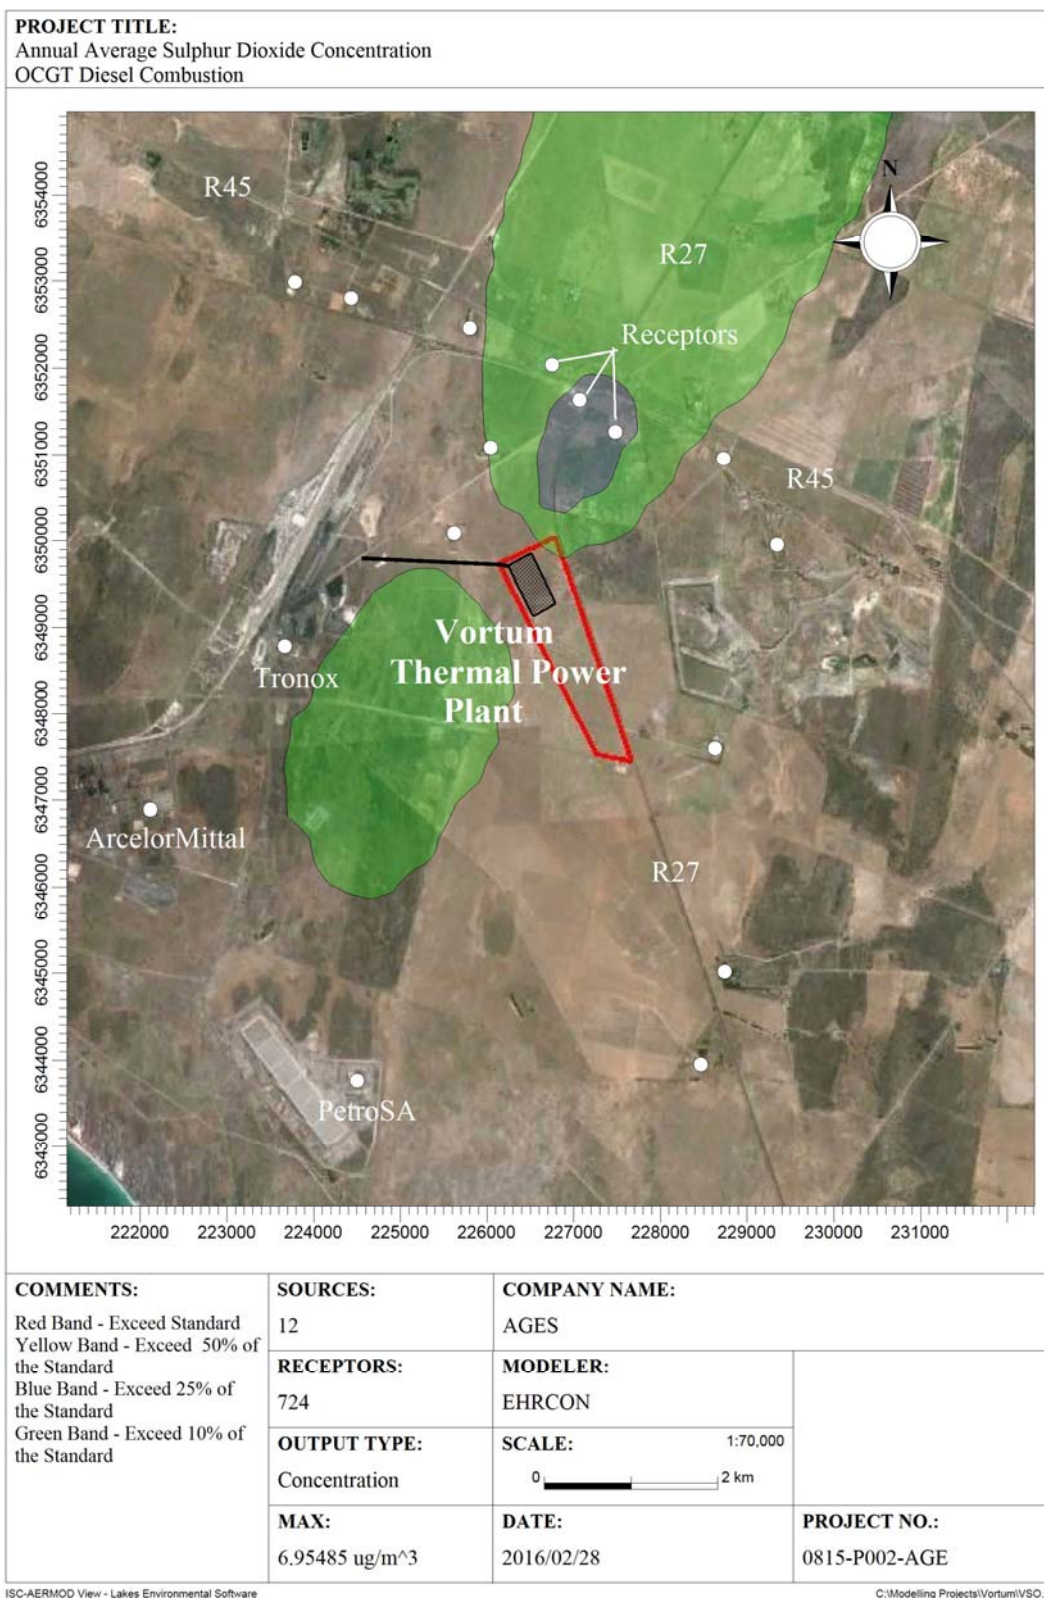 PROJECT TITLE:
Annual Average Sulphur Dioxide Concentration
OCGT Diesel Combustion
N
R45
R27
Receptors
R45
Vortum
Thermal Power
Plant
Tronox
ArcelorMittal
R27
PetroSA
6354000
6353000
6352000
6351000
6350000
6349000
6348000
6347000
6346000
6345000
6344000
6343000
222000 223000 224000 225000 226000 227000 228000 229000 230000 231000
COMMENTS:
Red Band - Exceed Standard
Yellow Band - Exceed 50% of
the Standard
Blue Band - Exceed 25% of
the Standard
Green Band - Exceed 10% of
the Standard
SOURCES:
12
COMPANY NAME:
AGES
RECEPTORS:
724
MODELER:
EHRCON
OUTPUT TYPE:
Concentration
SCALE: 1:70,000
0 2 km
MAX:
6.95485 ug/m^3
DATE:
2016/02/28
PROJECT NO.:
0815-P002-AGE
ISC-AERMOD View - Lakes Environmental Software
C:\Modelling Projects\Vortum\VSO.